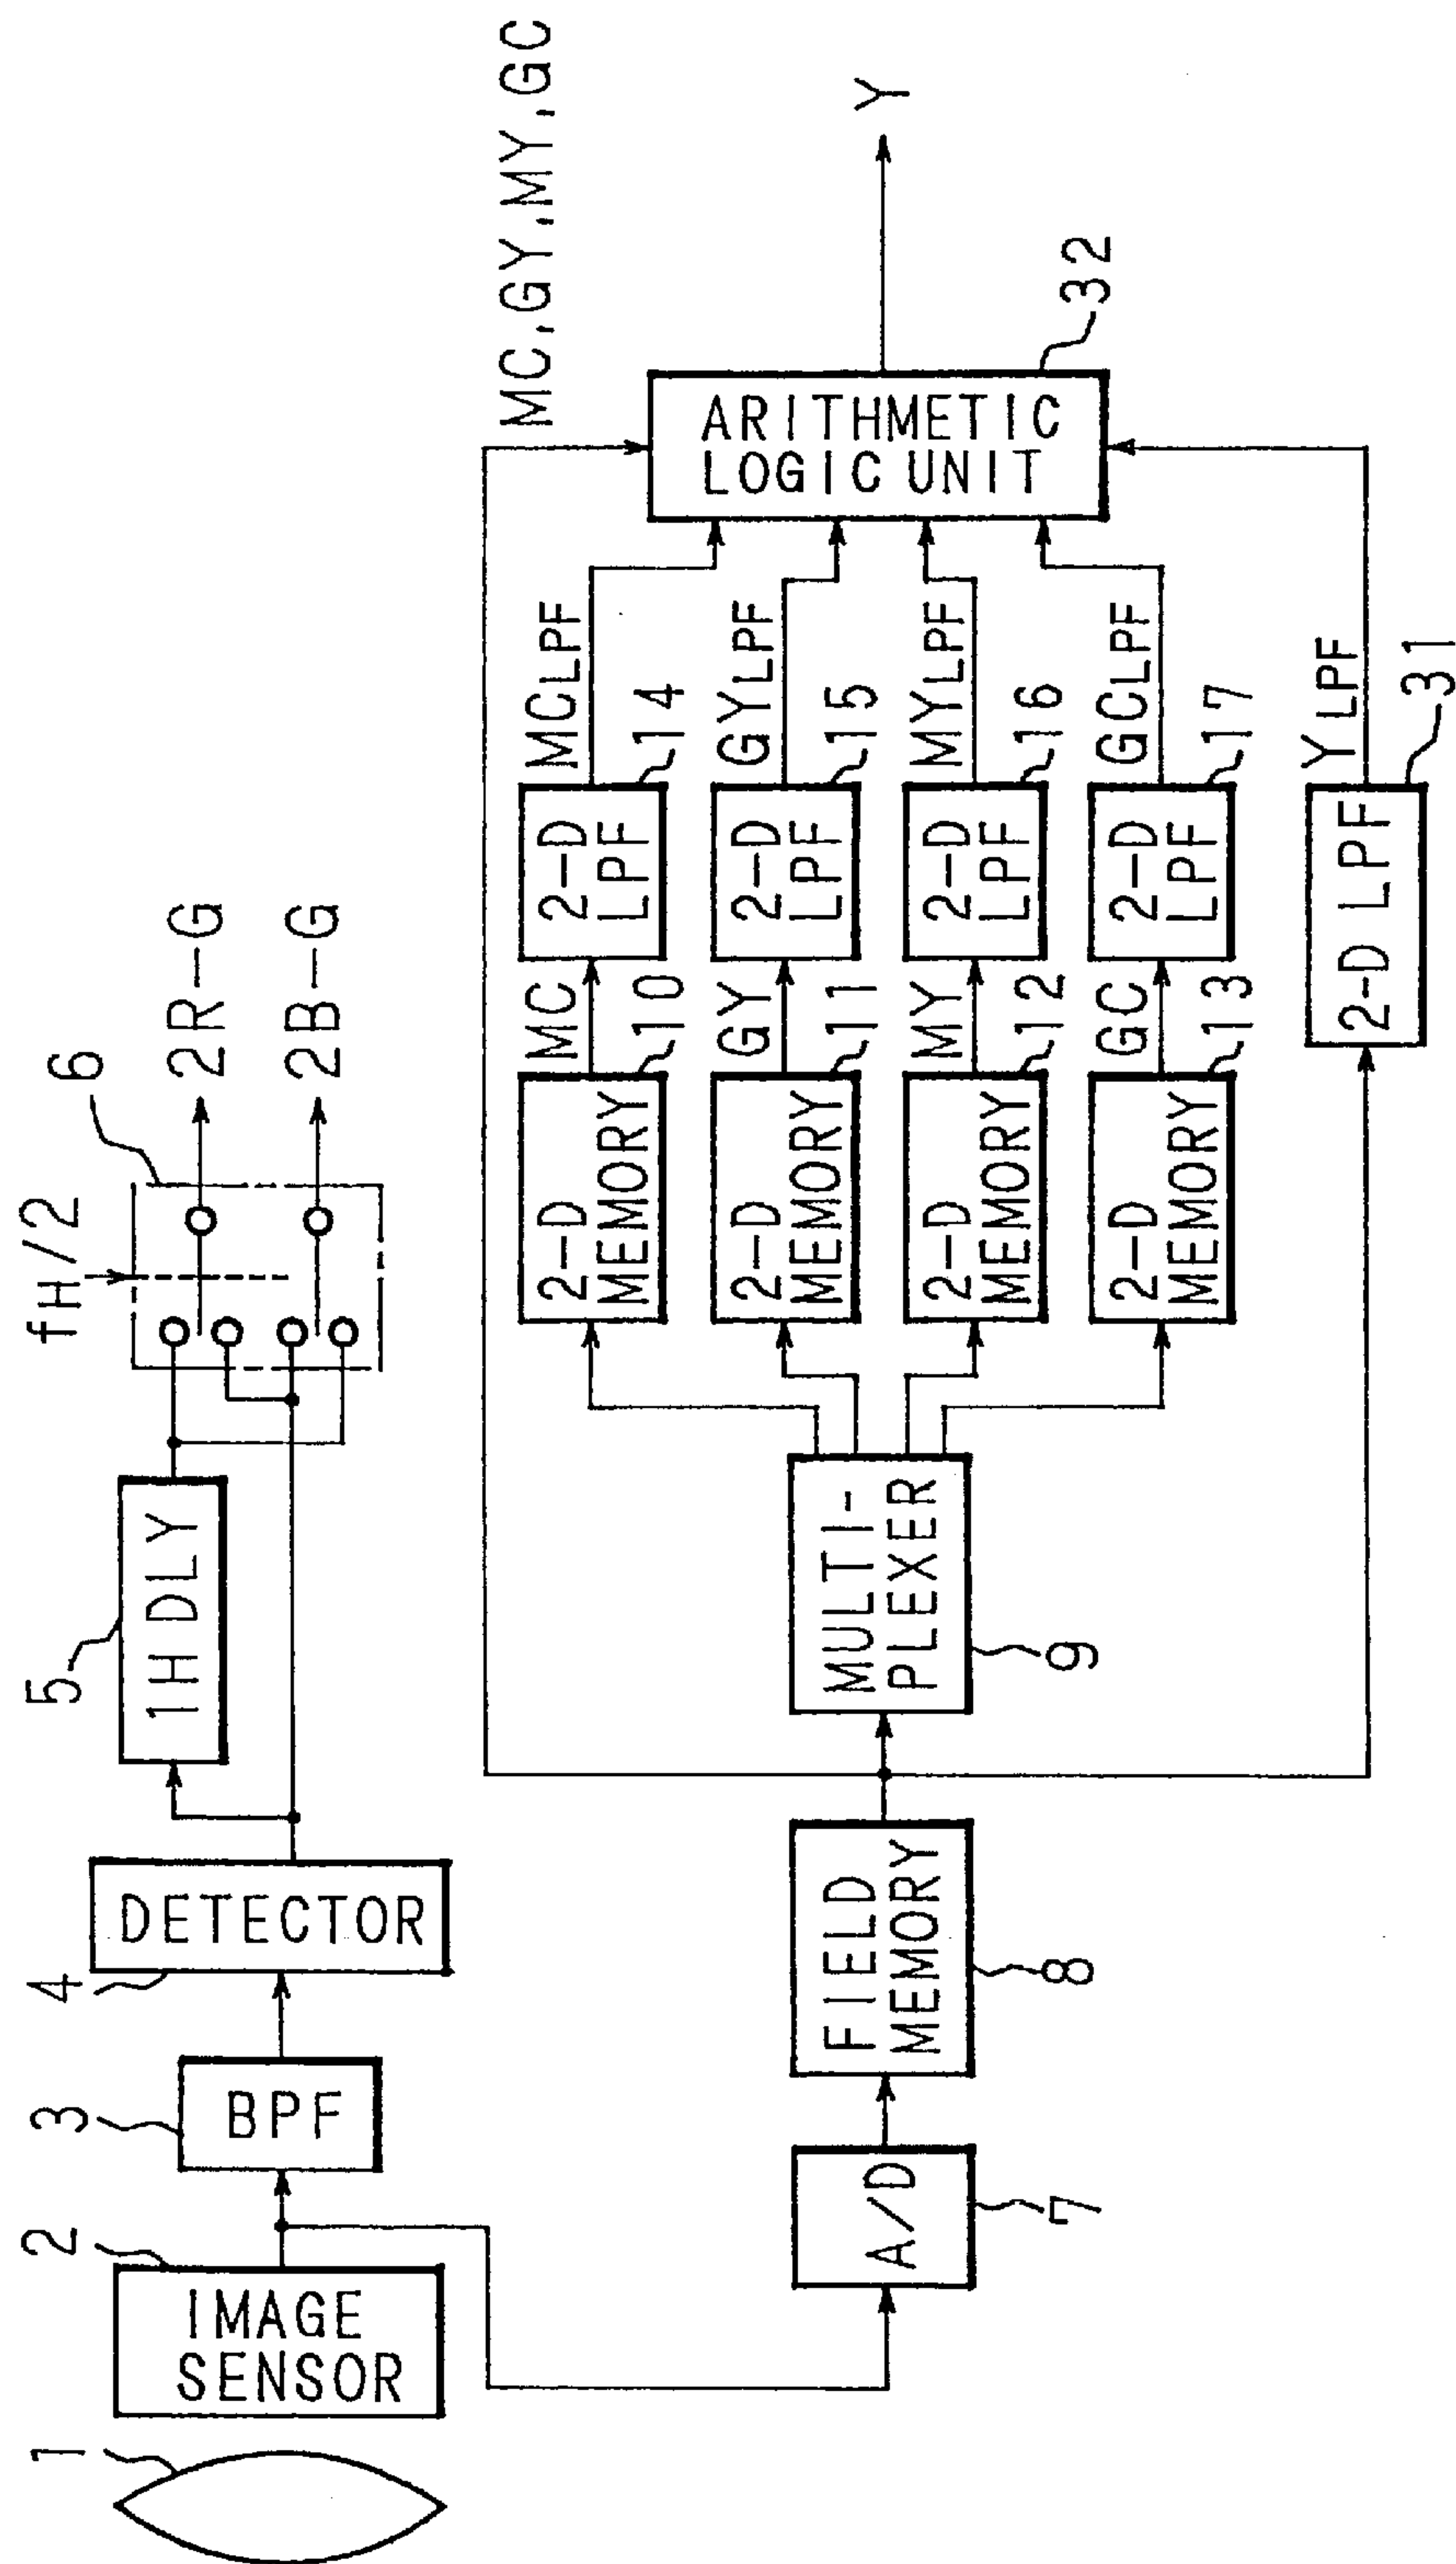 1
2
IMAGE
SENSOR
3
BPF
4
DETECTOR
5
1H DLY
fH/2
6
2R-G
2B-G
7
A/D
8
FIELD
MEMORY
9
MULTI-
PLEXER
2-D
MEMORY
10
MC
2-D
LPF
14
MCLPF
2-D
MEMORY
11
GY
2-D
LPF
15
GYLPF
2-D
MEMORY
12
MY
2-D
LPF
16
MYLPF
2-D
MEMORY
13
GC
2-D
LPF
17
GCLPF
2-D LPF
31
YLPF
MC,GY,MY,GC
ARITHMETIC
LOGIC UNIT
32
Y